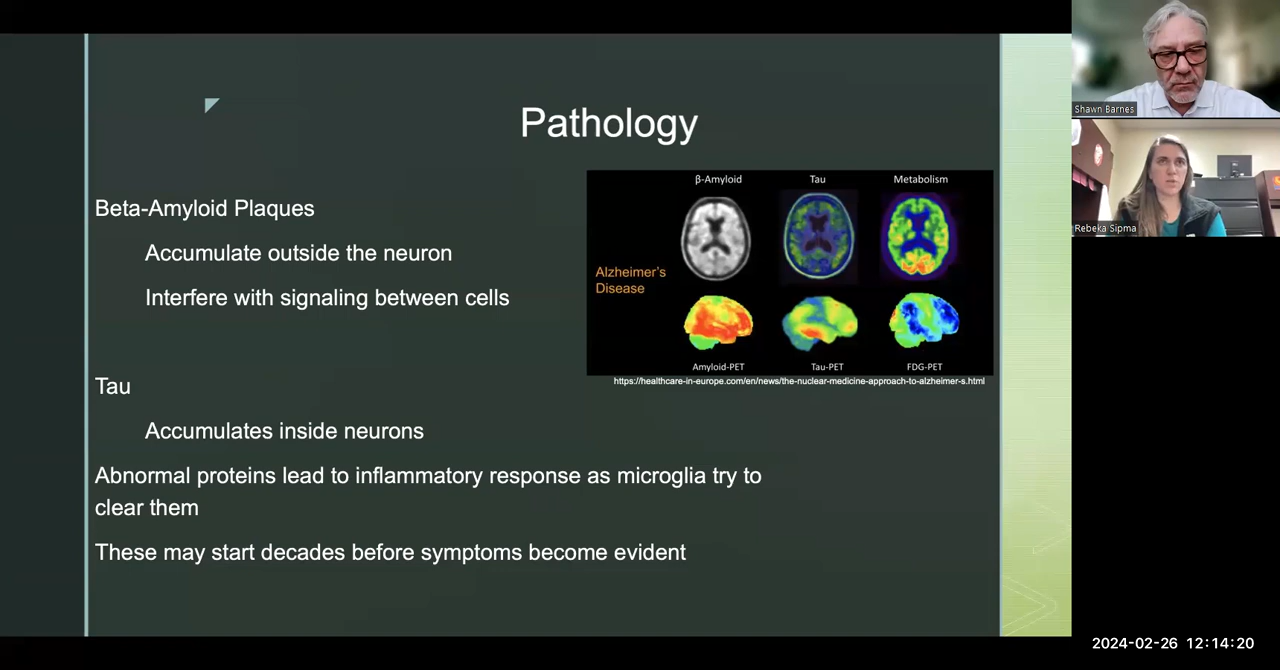 Pathology
Beta-Amyloid Plaques
Accumulate outside the neuron
Interfere with signaling between cells
Tau
Accumulates inside neurons
Abnormal proteins lead to inflammatory response as microglia try to
clear them
These may start decades before symptoms become evident
β-Amyloid Tau Metabolism
Alzheimer's
Disease
Amyloid-PET Tau-PET FDG-PET
https://healthcare-in-europe.com/en/news/the-nuclear-medicine-approach-to-alzheimer-s.html
Shawn Barnes
Rebeka Sipma
2024-02-26 12:14:20